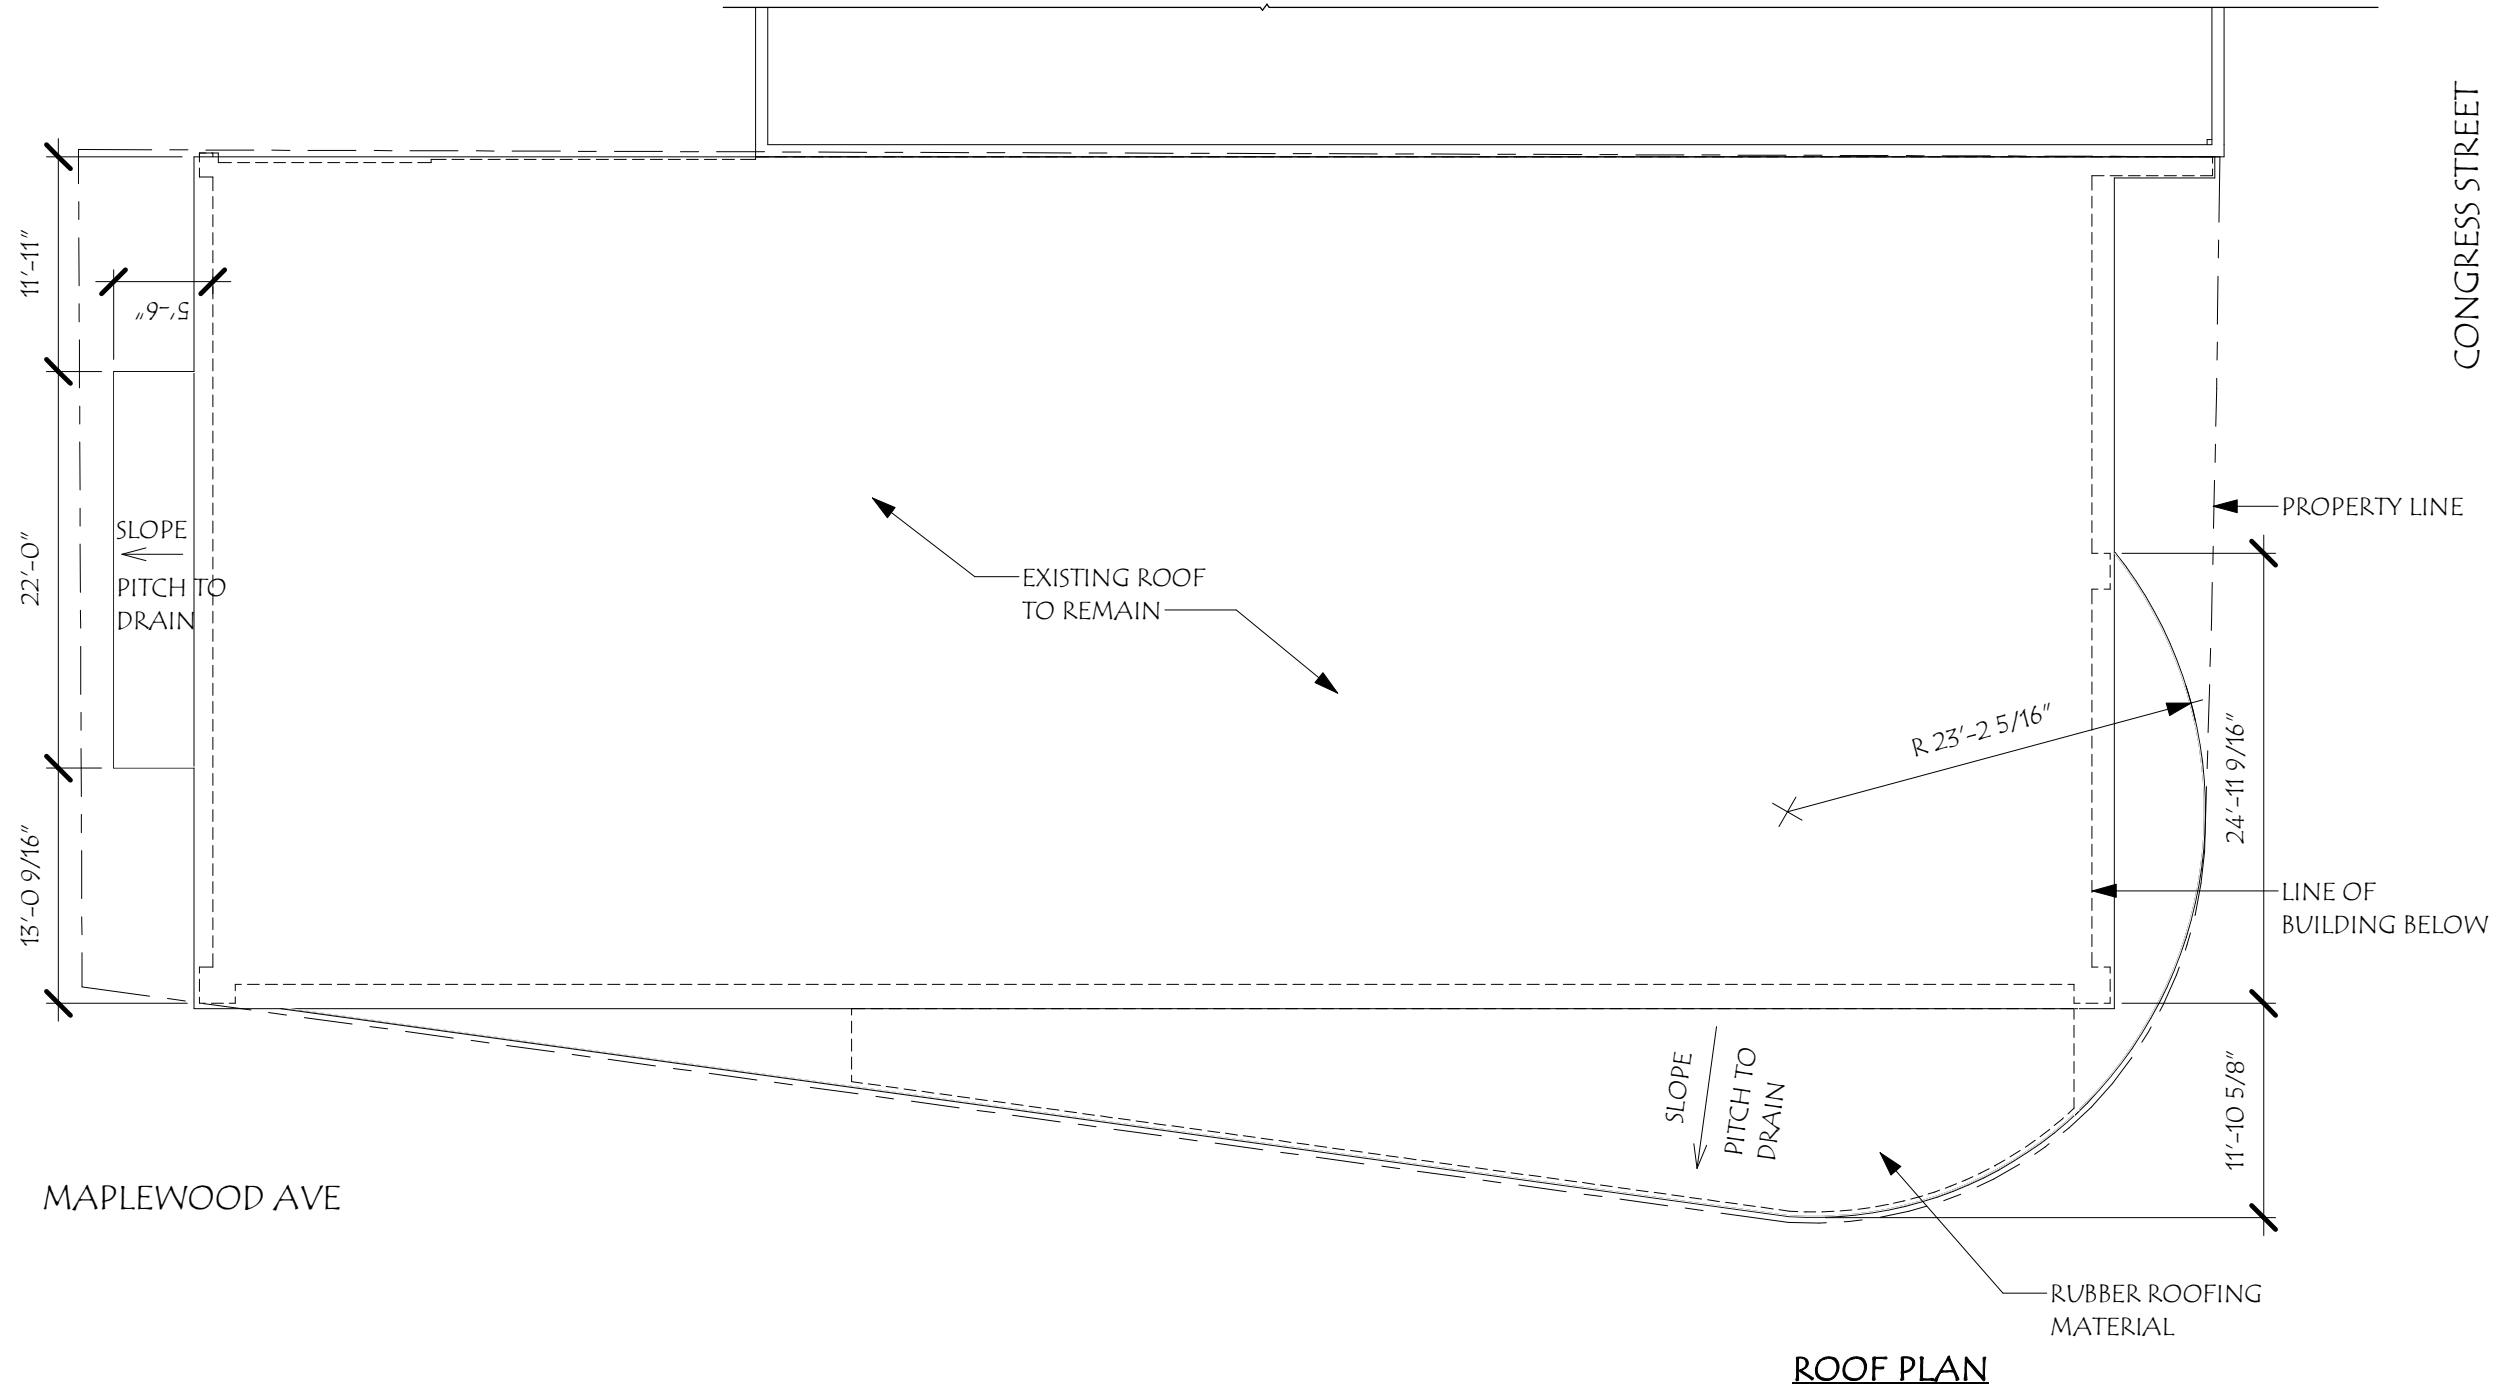 CONGRESS STREET
11'-11"
5'-6"
22'-0"
13'-0 9/16"
SLOPE
PITCH TO
DRAIN
EXISTING ROOF
TO REMAIN
PROPERTY LINE
R 23'-2 5/16"
24'-11 9/16"
LINE OF
BUILDING BELOW
11'-10 5/8"
SLOPE
PITCH TO
DRAIN
MAPLEWOOD AVE
RUBBER ROOFING
MATERIAL
ROOF PLAN